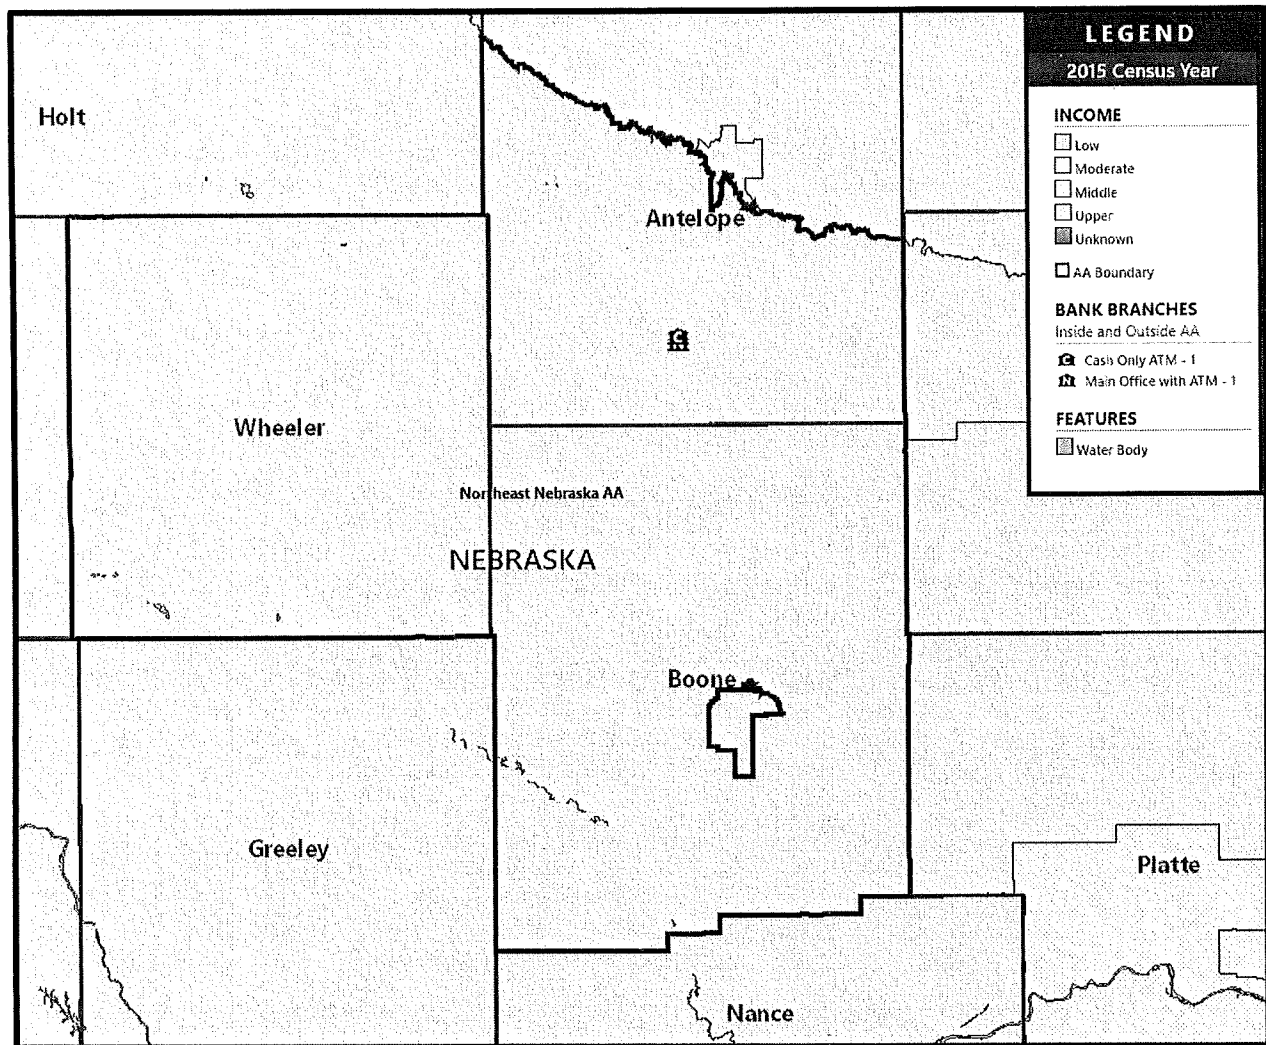 LEGEND
2015 Census Year
INCOME
Low
Moderate
Middle
Upper
Unknown
AA Boundary
BANK BRANCHES
Inside and Outside AA
C Cash Only ATM - 1
N Main Office with ATM - 1
FEATURES
Water Body
Holt
Antelope
C
Wheeler
Northeast Nebraska AA
NEBRASKA
Boone
Greeley
Platte
Nance